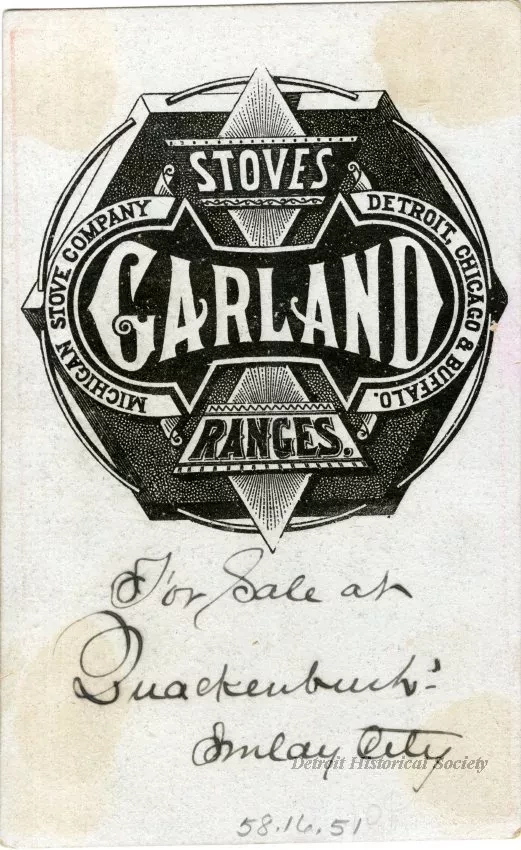 STOVES
MICHIGAN STOVE COMPANY
DETROIT, CHICAGO & BUFFALO.
GARLAND
RANGES.
For Sale at
Quackenbush's
Imlay City
Detroit Historical Society
58.16.51